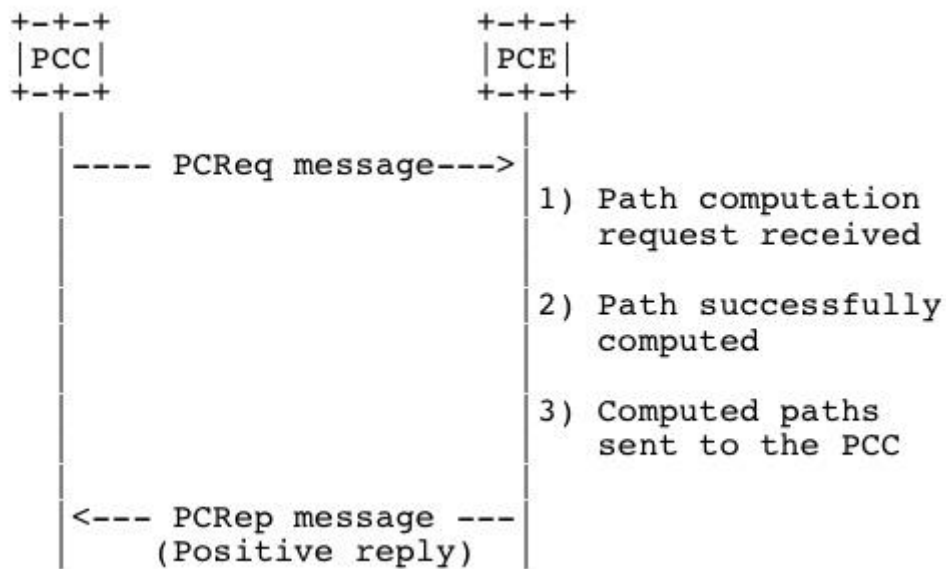 +-+-+                   +-+-+
|PCC|                   |PCE|
+-+-+                   +-+-+
|                       |
|---- PCReq message--->|
|                       |1) Path computation
|                       |   request received
|                       |
|                       |2) Path successfully
|                       |   computed
|                       |
|                       |3) Computed paths
|                       |   sent to the PCC
|                       |
|<--- PCRep message ---|
|    (Positive reply)   |